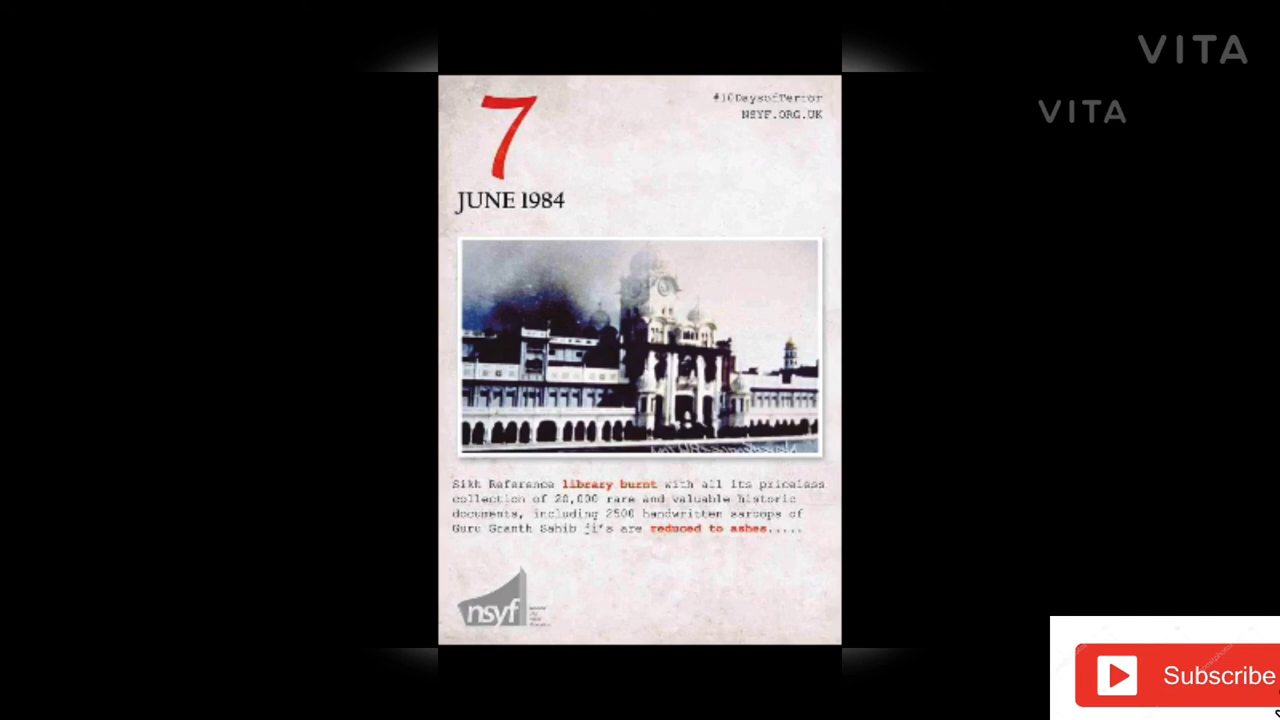 VITA
VITA
7
#10DaysofTerror
NSYF.ORG.UK
JUNE 1984
Sikh Reference library burnt with all its priceless
collection of 20,000 rare and valuable historic
documents, including 2500 handwritten saroops of
Guru Granth Sahib ji's are reduced to ashes.....
nsyf
Subscribe